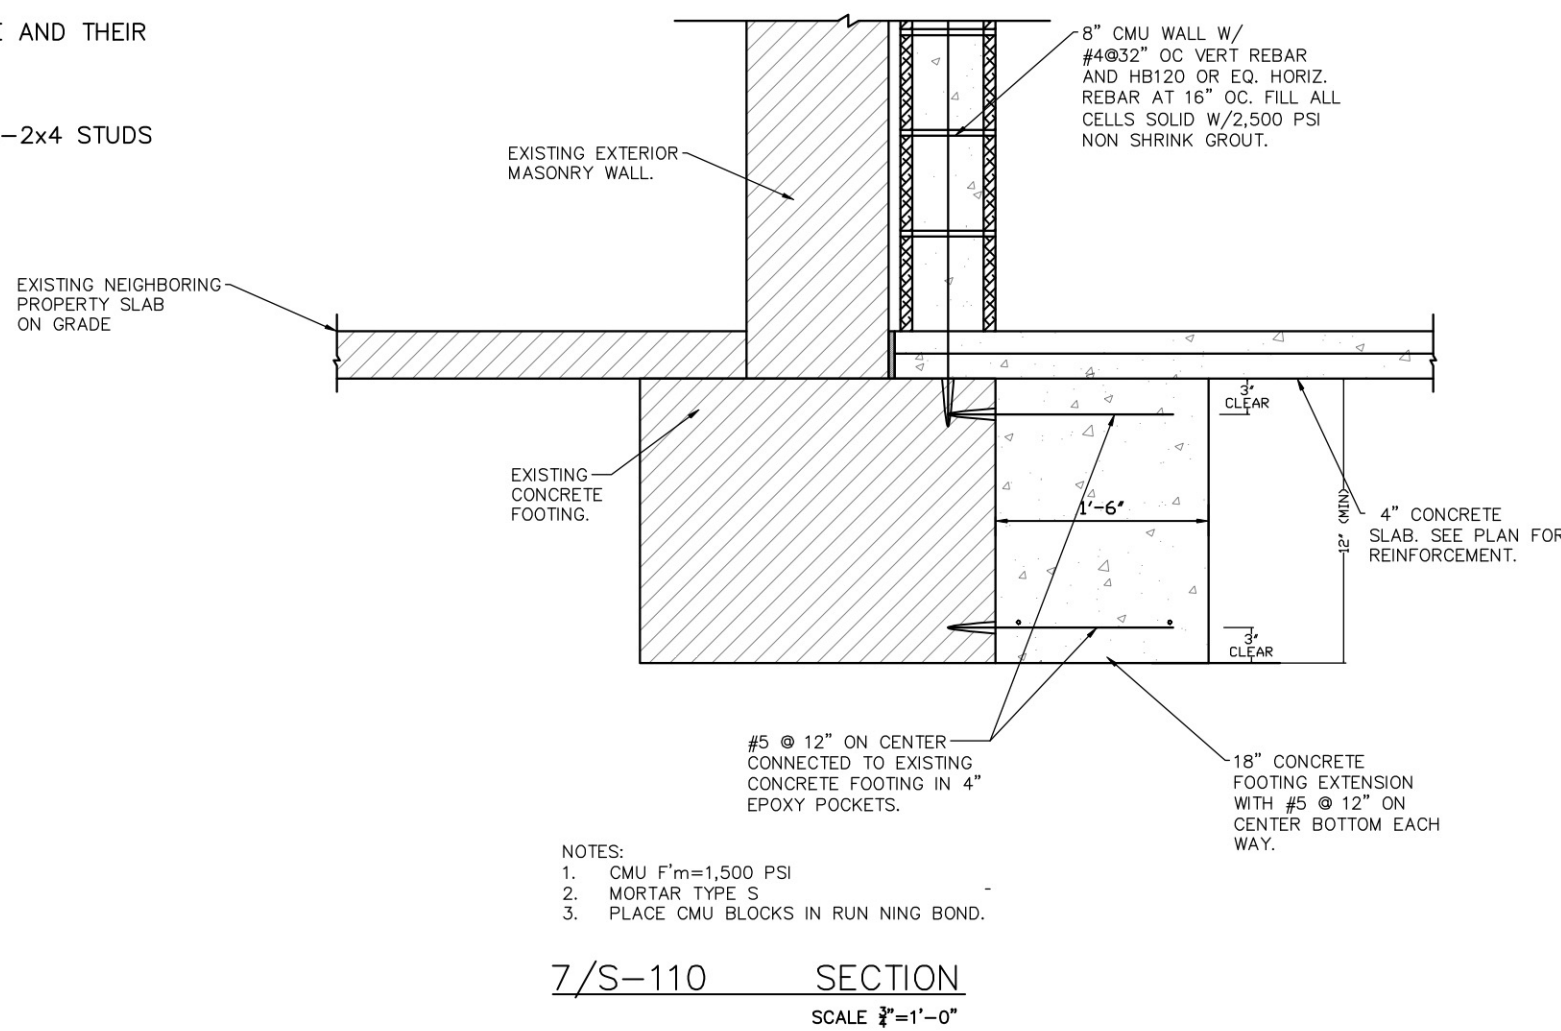 AND THEIR
-2x4 STUDS
8" CMU WALL W/
#4@32" OC VERT REBAR
AND HB120 OR EQ. HORIZ.
REBAR AT 16" OC. FILL ALL
CELLS SOLID W/2,500 PSI
NON SHRINK GROUT.
EXISTING EXTERIOR
MASONRY WALL.
EXISTING NEIGHBORING
PROPERTY SLAB
ON GRADE
3"
CLEAR
EXISTING
CONCRETE
FOOTING.
1'-6"
12" (MIN)
4" CONCRETE
SLAB. SEE PLAN FOR
REINFORCEMENT.
3"
CLEAR
#5 @ 12" ON CENTER
CONNECTED TO EXISTING
CONCRETE FOOTING IN 4"
EPOXY POCKETS.
18" CONCRETE
FOOTING EXTENSION
WITH #5 @ 12" ON
CENTER BOTTOM EACH
WAY.
NOTES:
1. CMU F'm=1,500 PSI
2. MORTAR TYPE S -
3. PLACE CMU BLOCKS IN RUN NING BOND.
7/S-110 SECTION
SCALE 3/4"=1'-0"